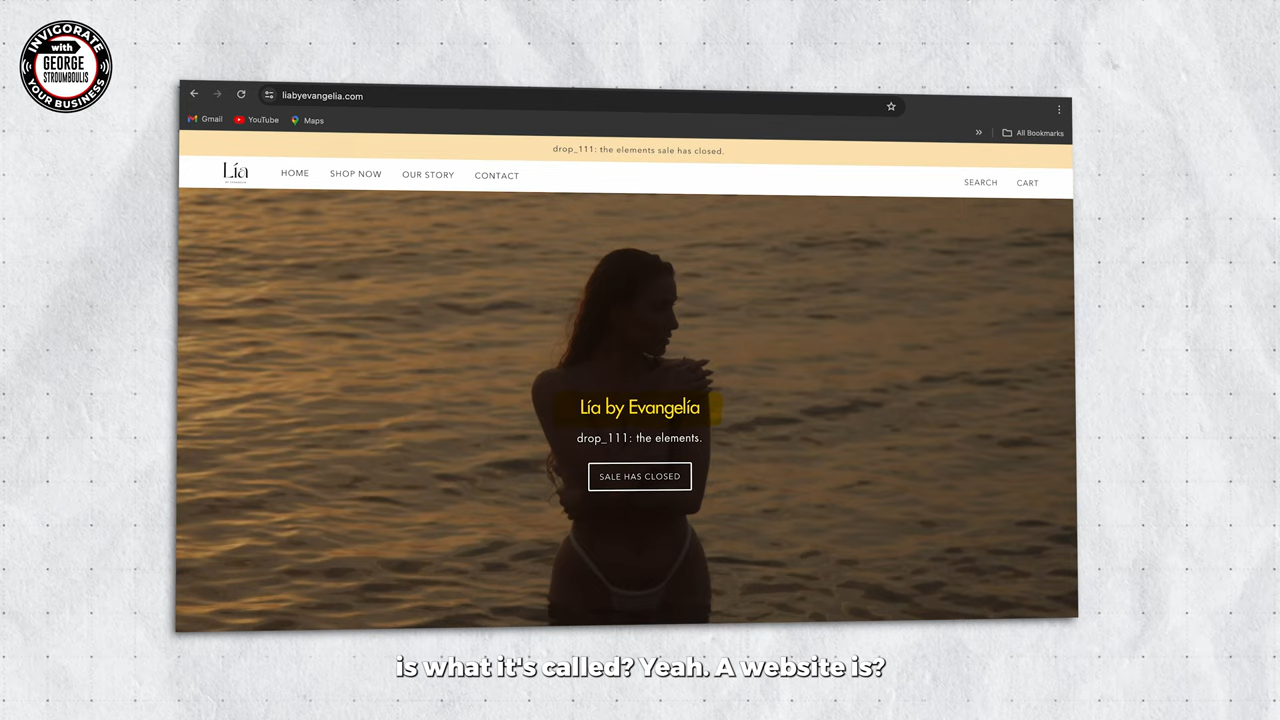 INVIGORATE
with
GEORGE
STROUMBOULIS
YOUR BUSINESS
liabyevangelia.com
Gmail YouTube Maps » All Bookmarks
drop_111: the elements sale has closed.
Lía HOME SHOP NOW OUR STORY CONTACT SEARCH CART
BY EVANGELIA
Lía by Evangelía
drop_111: the elements.
SALE HAS CLOSED
is what it's called? Yeah. A website is?